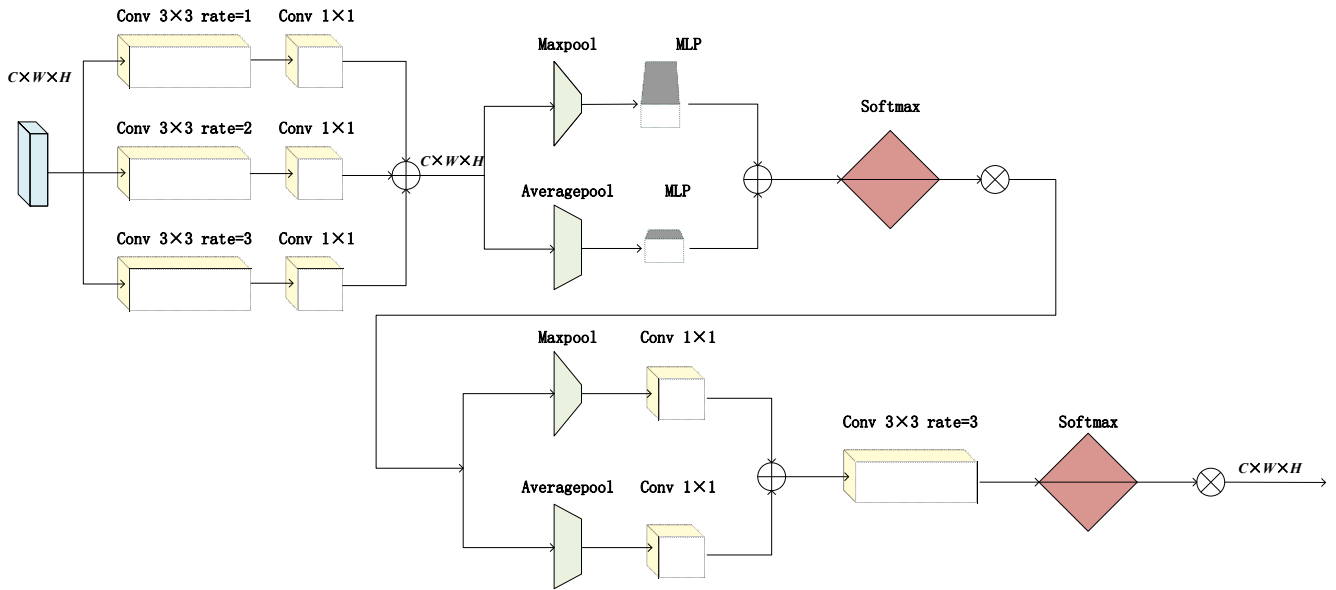 Conv 3×3 rate=1
Conv 1×1
C×W×H
Conv 3×3 rate=2
Conv 1×1
Conv 3×3 rate=3
Conv 1×1
C×W×H
Maxpool
MLP
Averagepool
MLP
Softmax
Maxpool
Conv 1×1
Averagepool
Conv 1×1
Conv 3×3 rate=3
Softmax
C×W×H